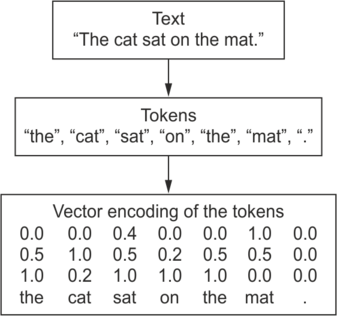 Text
“The cat sat on the mat.”
Tokens
“the”, “cat”, “sat”, “on”, “the”, “mat”, “.”
Vector encoding of the tokens
0.0 0.0 0.4 0.0 0.0 1.0 0.0
0.5 1.0 0.5 0.2 0.5 0.5 0.0
1.0 0.2 1.0 1.0 1.0 0.0 0.0
the cat sat on the mat .